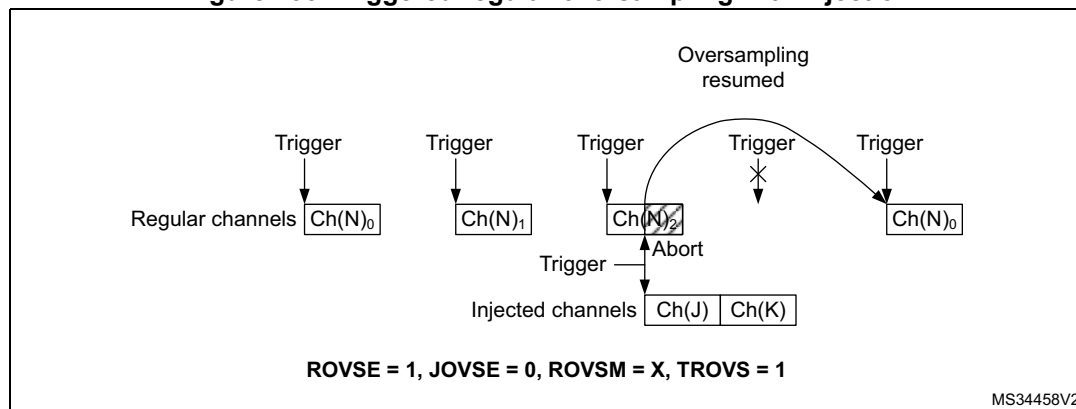 Oversampling
resumed
Trigger Trigger Trigger Trigger Trigger
Regular channels Ch(N)0 Ch(N)1 Ch(N)2 Ch(N)0
Abort
Trigger
Injected channels Ch(J) Ch(K)
ROVSE = 1, JOVSE = 0, ROVSM = X, TROVS = 1
MS34458V2